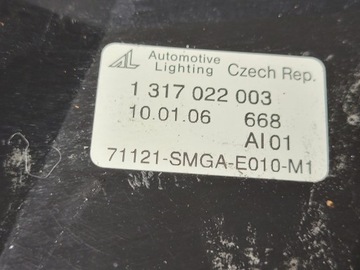 AL Automotive Lighting Czech Rep.
1 317 022 003
10.01.06 668
AI01
71121-SMGA-E010-M1